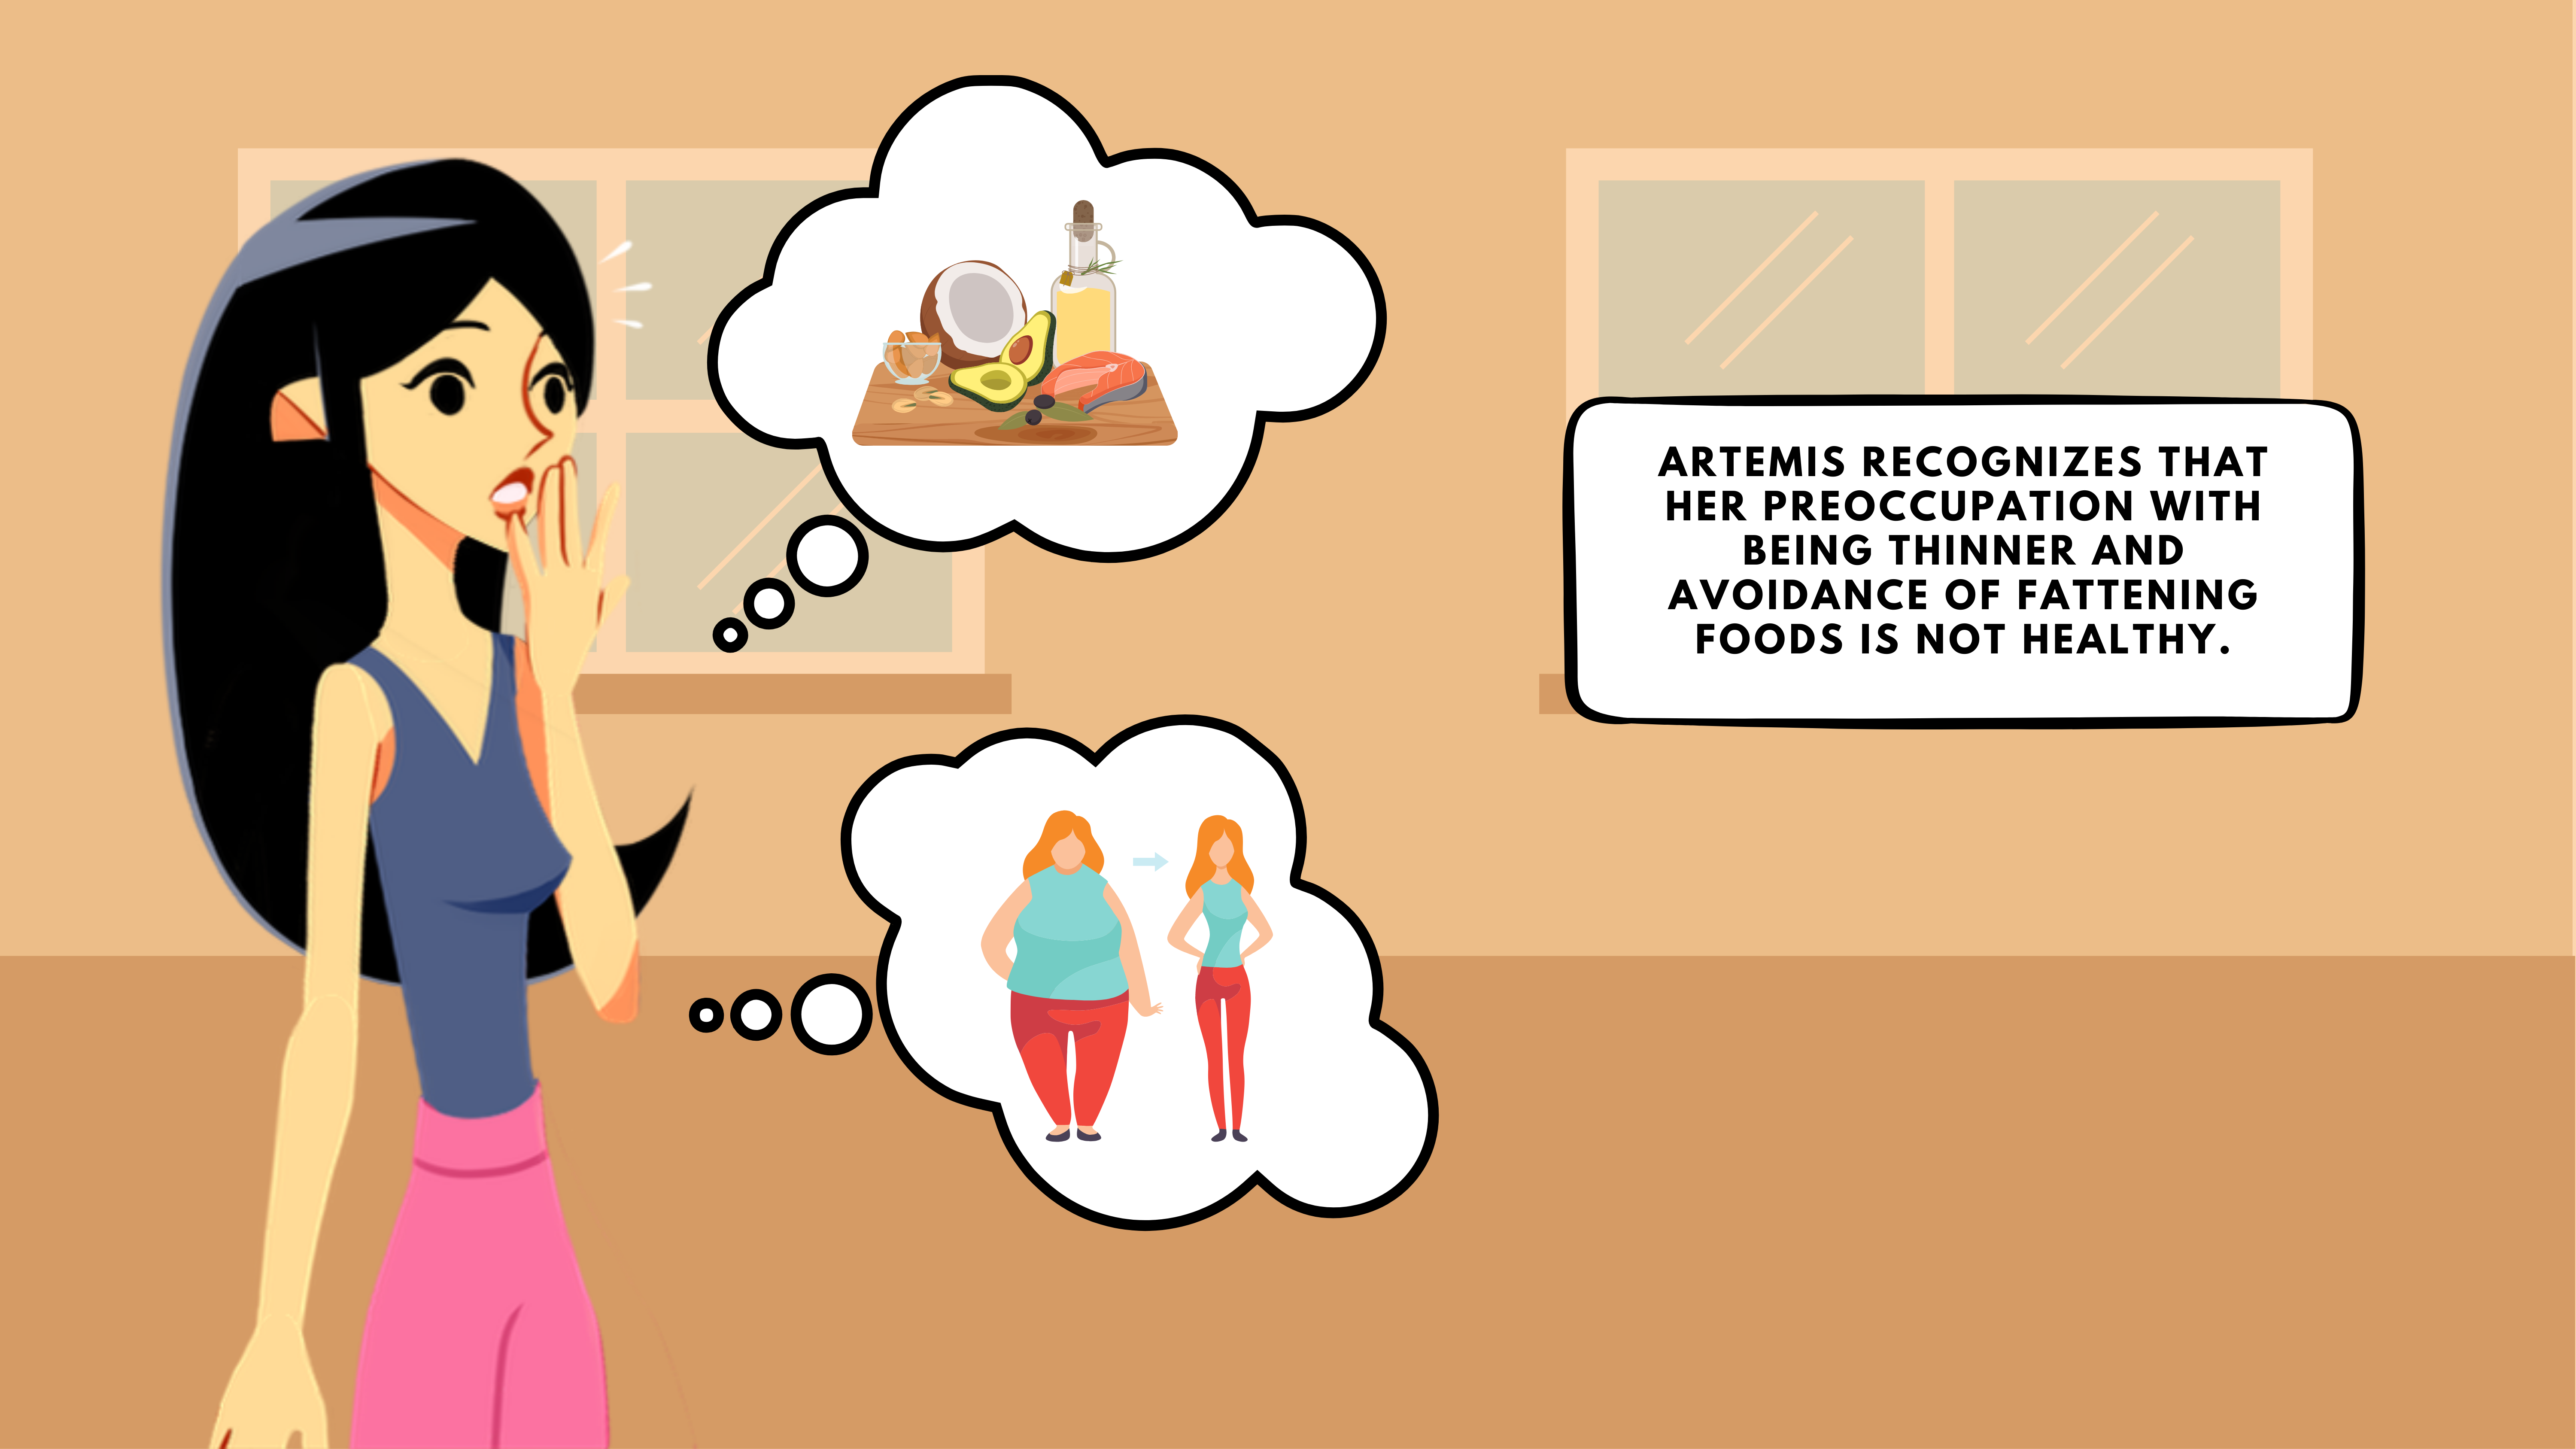 ARTEMIS RECOGNIZES THAT
HER PREOCCUPATION WITH
BEING THINNER AND
AVOIDANCE OF FATTENING
FOODS IS NOT HEALTHY.